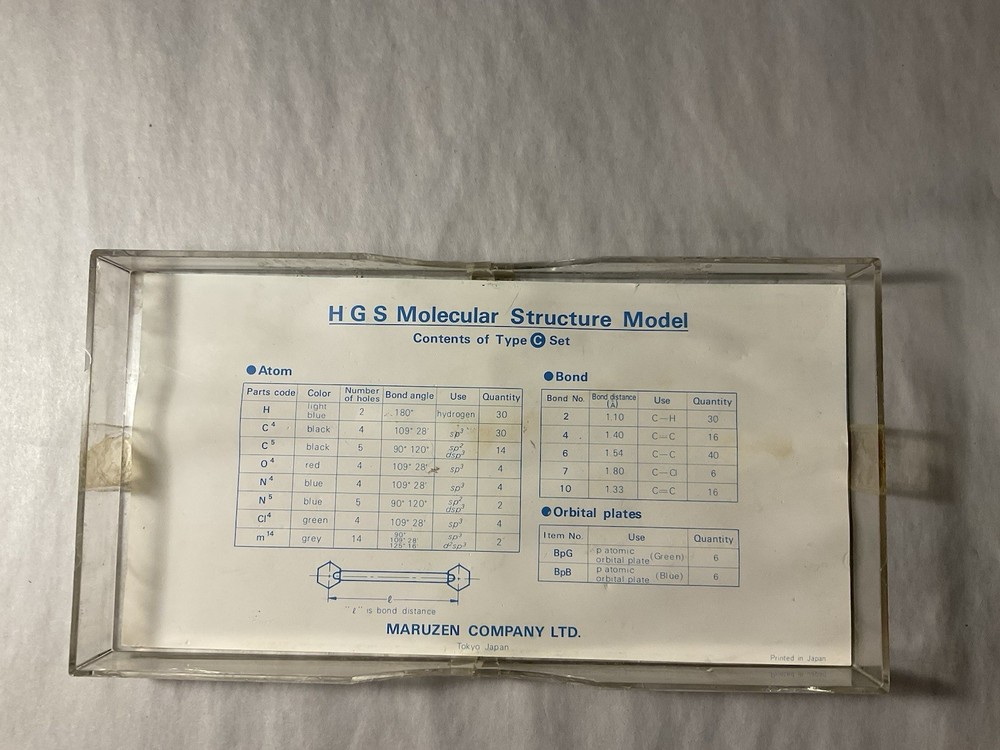 H G S Molecular Structure Model
Contents of Type C Set
● Atom
Parts code Color Number of holes Bond angle Use Quantity
H light blue 2 180° hydrogen 30
C⁴ black 4 109° 28′ sp³ 30
C⁵ black 5 90° 120° sp² dsp³ 14
O⁴ red 4 109° 28′ sp³ 4
N⁴ blue 4 109° 28′ sp³ 4
N⁵ blue 5 90° 120° sp² dsp³ 2
Cl⁴ green 4 109° 28′ sp³ 4
m¹⁴ grey 14 90° 109° 28′ 125° 16′ sp³ d²sp³ 2
ℓ
"ℓ" is bond distance
● Bond
Bond No. Bond distance (Å) Use Quantity
2 1.10 C—H 30
4 1.40 C═C 16
6 1.54 C—C 40
7 1.80 C—Cl 6
10 1.33 C═C 16
● Orbital plates
Item No. Use Quantity
BpG p atomic orbital plate (Green) 6
BpB p atomic orbital plate (Blue) 6
MARUZEN COMPANY LTD.
Tokyo Japan
Printed in Japan